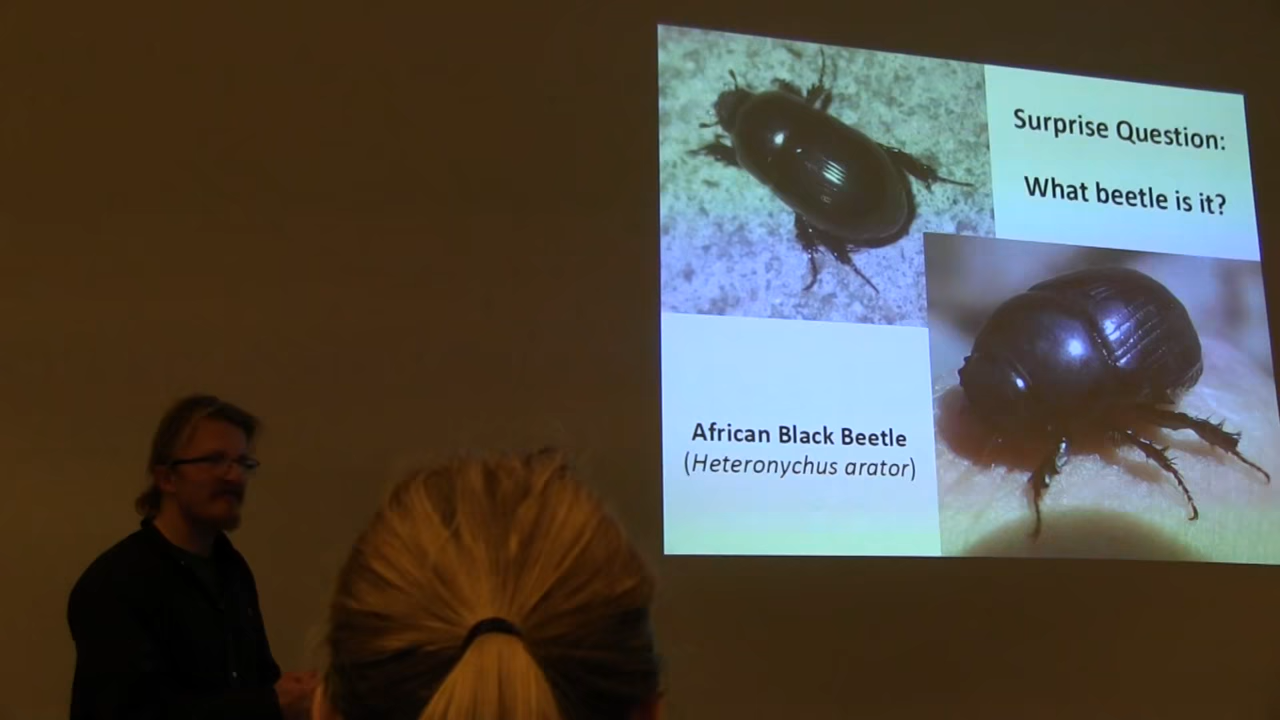 Surprise Question:
What beetle is it?
African Black Beetle
(Heteronychus arator)